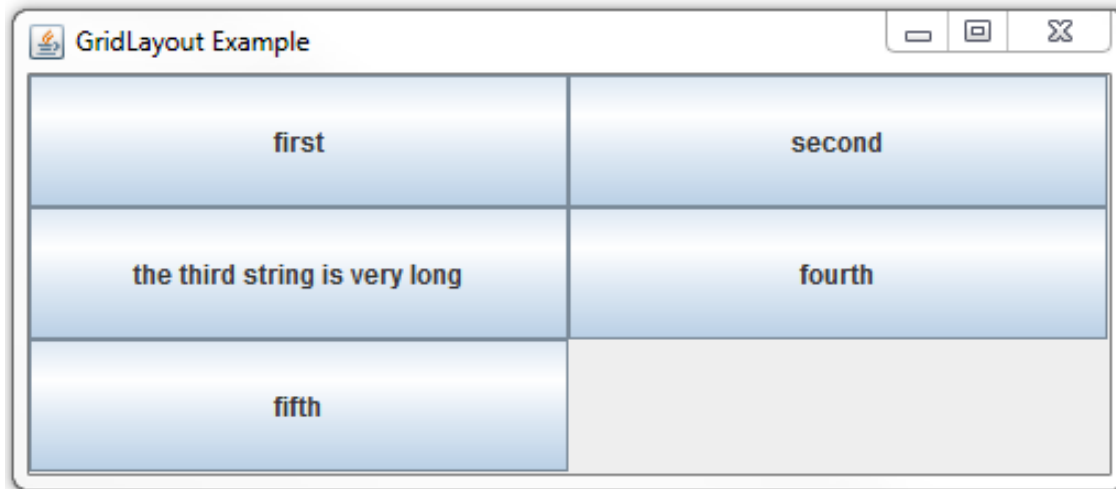 GridLayout Example
first
second
the third string is very long
fourth
fifth